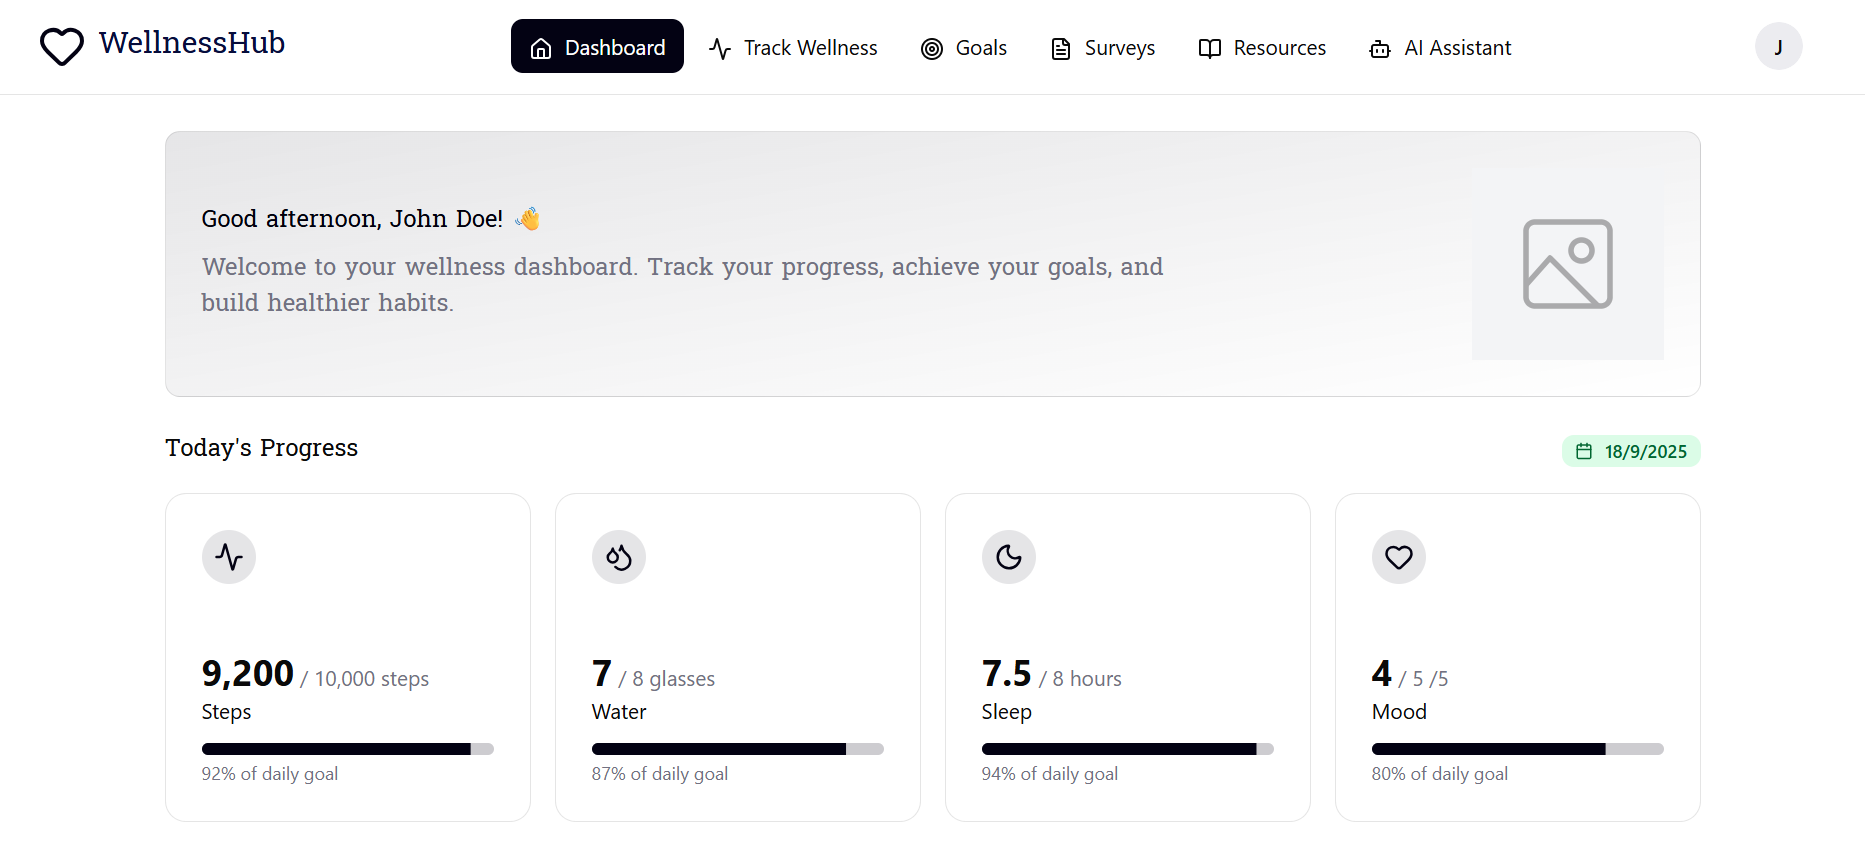 WellnessHub
Dashboard
Track Wellness
Goals
Surveys
Resources
AI Assistant
J
Good afternoon, John Doe! 👋
Welcome to your wellness dashboard. Track your progress, achieve your goals, and
build healthier habits.
Today's Progress
18/9/2025
9,200 / 10,000 steps
Steps
92% of daily goal
7 / 8 glasses
Water
87% of daily goal
7.5 / 8 hours
Sleep
94% of daily goal
4 / 5 /5
Mood
80% of daily goal